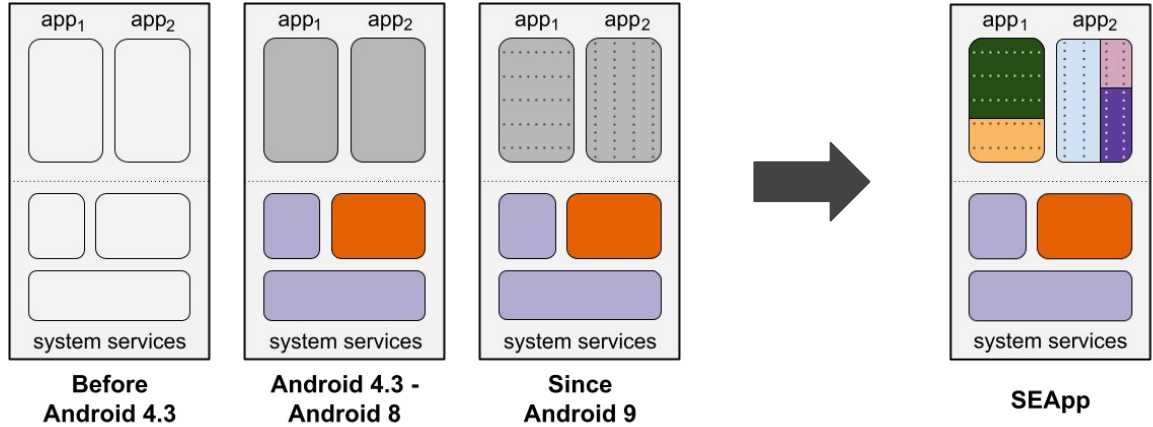 app₁ app₂
system services
Before
Android 4.3
app₁ app₂
system services
Android 4.3 -
Android 8
app₁ app₂
system services
Since
Android 9
app₁ app₂
system services
SEApp